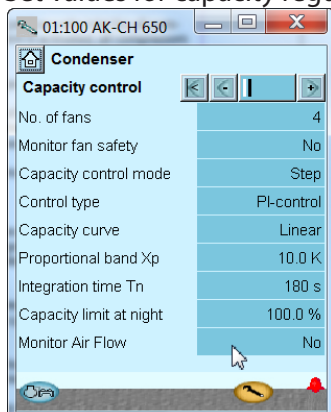 01:100 AK-CH 650
Condenser
Capacity control
No. of fans 4
Monitor fan safety No
Capacity control mode Step
Control type PI-control
Capacity curve Linear
Proportional band Xp 10.0 K
Integration time Tn 180 s
Capacity limit at night 100.0 %
Monitor Air Flow No